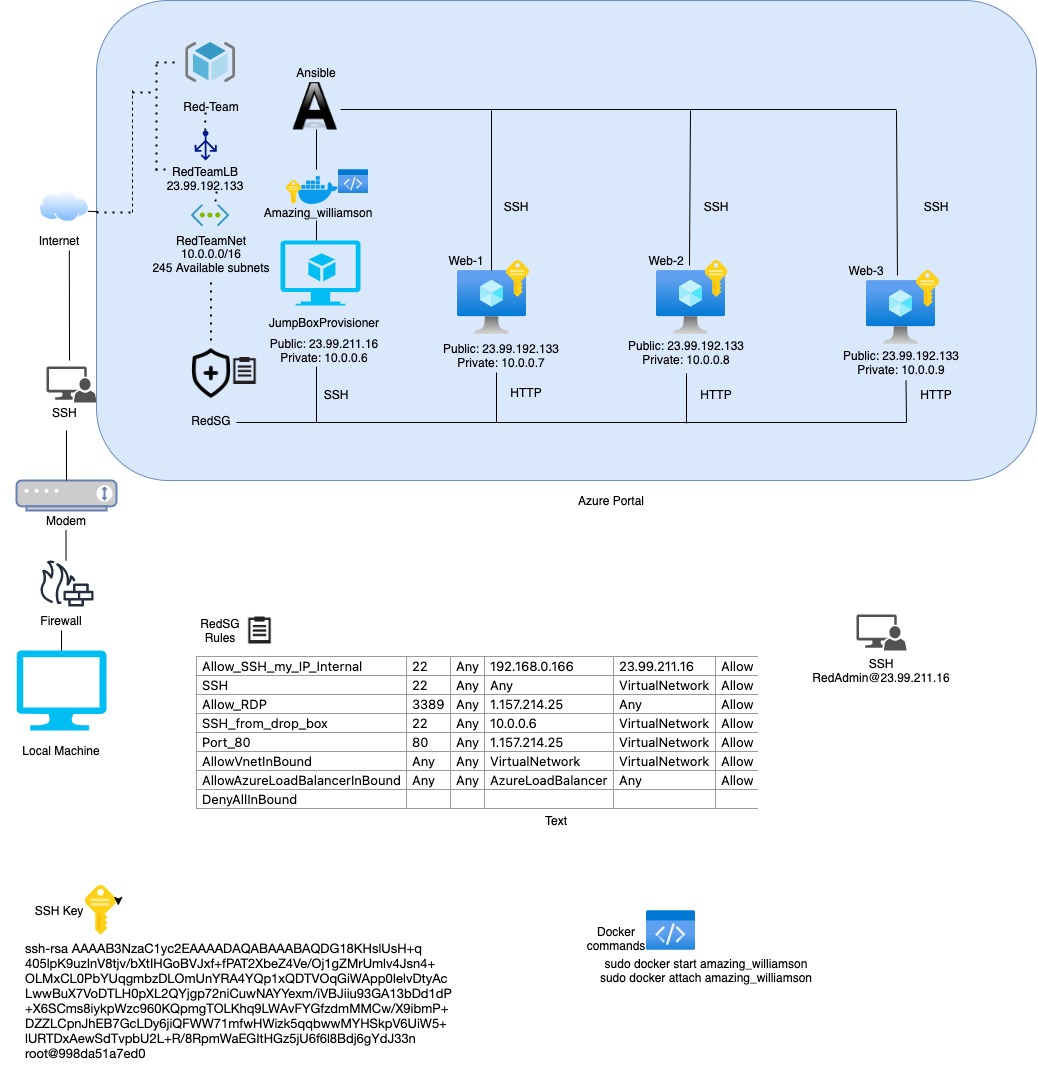 Red-Team
RedTeamLB
23.99.192.133
RedTeamNet
10.0.0.0/16
245 Available subnets
RedSG
Ansible
Amazing_williamson
JumpBoxProvisioner
Public: 23.99.211.16
Private: 10.0.0.6
SSH
SSH
Web-1
Public: 23.99.192.133
Private: 10.0.0.7
HTTP
SSH
Web-2
Public: 23.99.192.133
Private: 10.0.0.8
HTTP
SSH
Web-3
Public: 23.99.192.133
Private: 10.0.0.9
HTTP
Azure Portal
Internet
SSH
Modem
Firewall
Local Machine
RedSG
Rules
Allow_SSH_my_IP_Internal 22 Any 192.168.0.166 23.99.211.16 Allow
SSH 22 Any Any VirtualNetwork Allow
Allow_RDP 3389 Any 1.157.214.25 Any Allow
SSH_from_drop_box 22 Any 10.0.0.6 VirtualNetwork Allow
Port_80 80 Any 1.157.214.25 VirtualNetwork Allow
AllowVnetInBound Any Any VirtualNetwork VirtualNetwork Allow
AllowAzureLoadBalancerInBound Any Any AzureLoadBalancer Any Allow
DenyAllInBound
Text
SSH
RedAdmin@23.99.211.16
SSH Key
ssh-rsa AAAAB3NzaC1yc2EAAAADAQABAAABAQDG18KHslUsH+q
405lpK9uzlnV8tjv/bXtIHGoBVJxf+fPAT2XbeZ4Ve/Oj1gZMrUmlv4Jsn4+
OLMxCL0PbYUqgmbzDLOmUnYRA4YQp1xQDTVOqGiWApp0IelvDtyAc
LwwBuX7VoDTLH0pXL2QYjgp72niCuwNAYYexm/iVBJiiu93GA13bDd1dP
+X6SCms8iykpWzc960KQpmgTOLKhq9LWAvFYGfzdmMMCw/X9ibmP+
DZZLCpnJhEB7GcLDy6jiQFWW71mfwHWizk5qqbwwMYHSkpV6UiW5+
lURTDxAewSdTvpbU2L+R/8RpmWaEGItHGz5jU6f6l8Bdj6gYdJ33n
root@998da51a7ed0
Docker
commands
sudo docker start amazing_williamson
sudo docker attach amazing_williamson